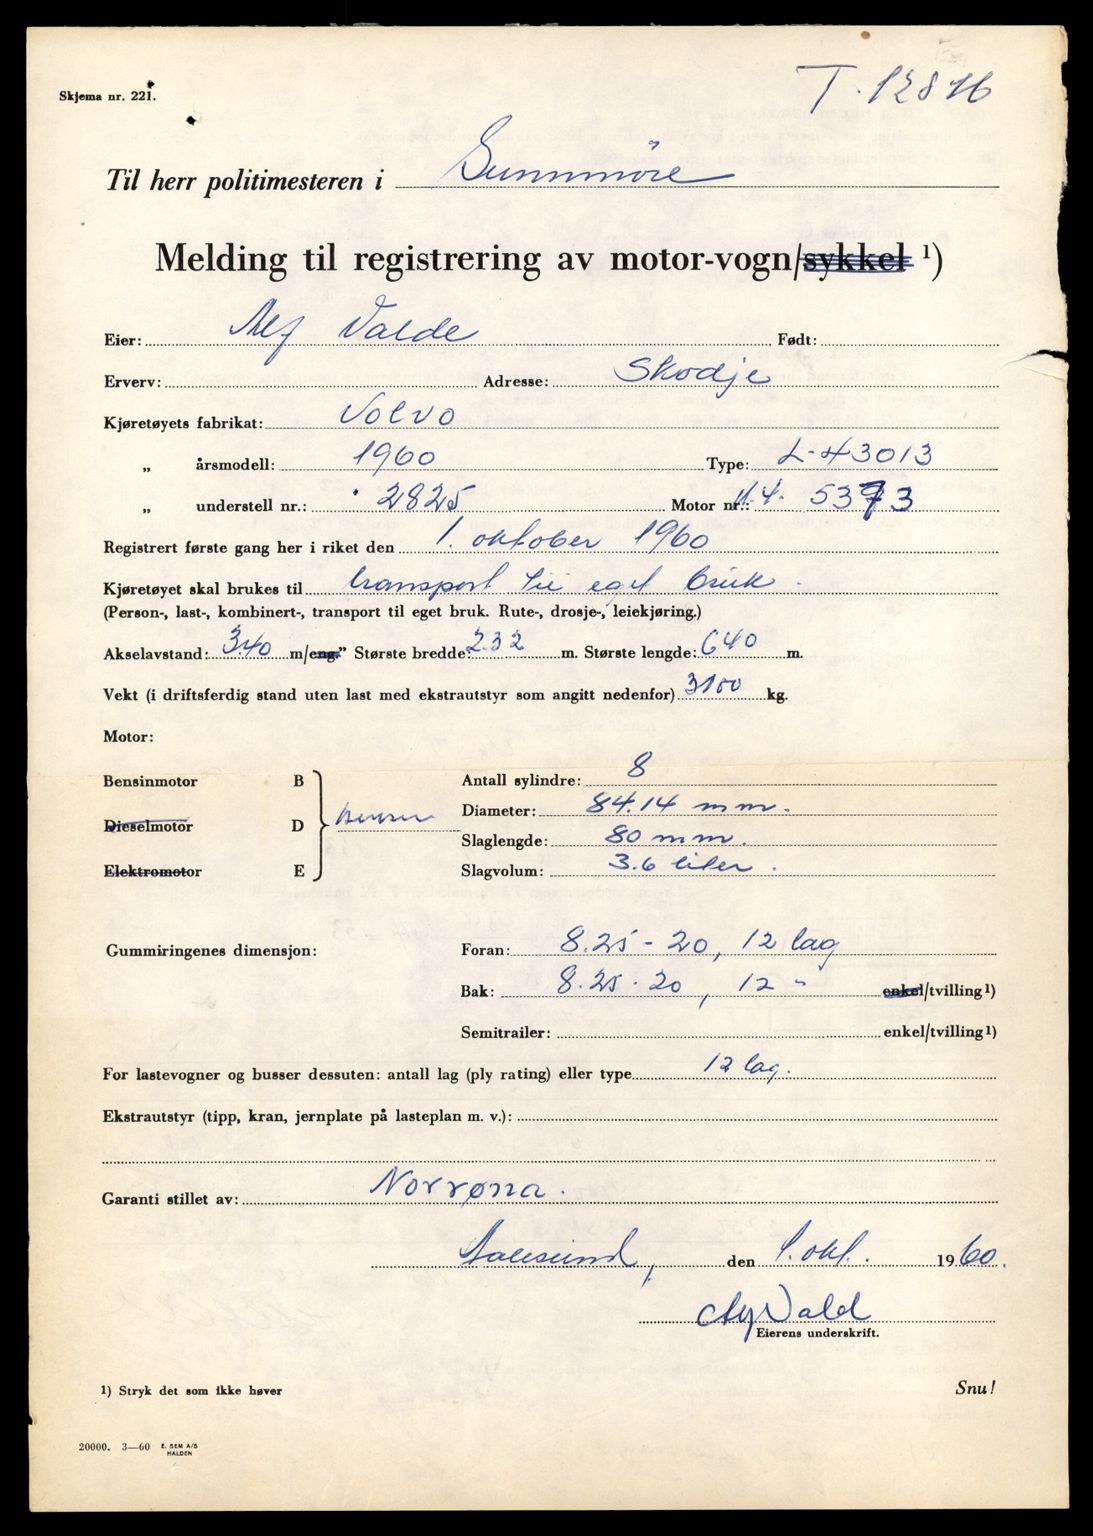 T. 12816
Skjema nr. 221.
Til herr politimesteren i Sunnmöre
Melding til registrering av motor-vogn/sykkel ¹)
Eier: Alf Valde Født:
Erverv: Adresse: Skodje
Kjøretøyets fabrikat: Volvo
„ årsmodell: 1960 Type: L-43013
„ understell nr.: 2825 Motor nr.: 5373
Registrert første gang her i riket den 1. oktober 1960
Kjøretøyet skal brukes til transport til eget bruk.
(Person-, last-, kombinert-, transport til eget bruk. Rute-, drosje-, leiekjøring.)
Akselavstand: 340 m/eng.” Største bredde: 232 m. Største lengde: 640 m.
Vekt (i driftsferdig stand uten last med ekstrautstyr som angitt nedenfor) 3100 kg.
Motor:
Bensinmotor B Antall sylindre: 8
Diameter: 84.14 mm.
Dieselmotor D Bensin
Slaglengde: 80 mm.
Elektromotor E Slagvolum: 3.6 liter.
Gummiringenes dimensjon: Foran: 8.25-20, 12 lag
Bak: 8.25-20, 12 " enkel/tvilling ¹)
Semitrailer: enkel/tvilling ¹)
For lastevogner og busser dessuten: antall lag (ply rating) eller type 12 lag.
Ekstrautstyr (tipp, kran, jernplate på lasteplan m. v.):
Garanti stillet av: Norrøna.
Aalesund, den 1. okt. 1960.
Alf Vald
Eierens underskrift.
¹) Stryk det som ikke høver Snu!
20000. 3—60 E. SEM A/S
HALDEN